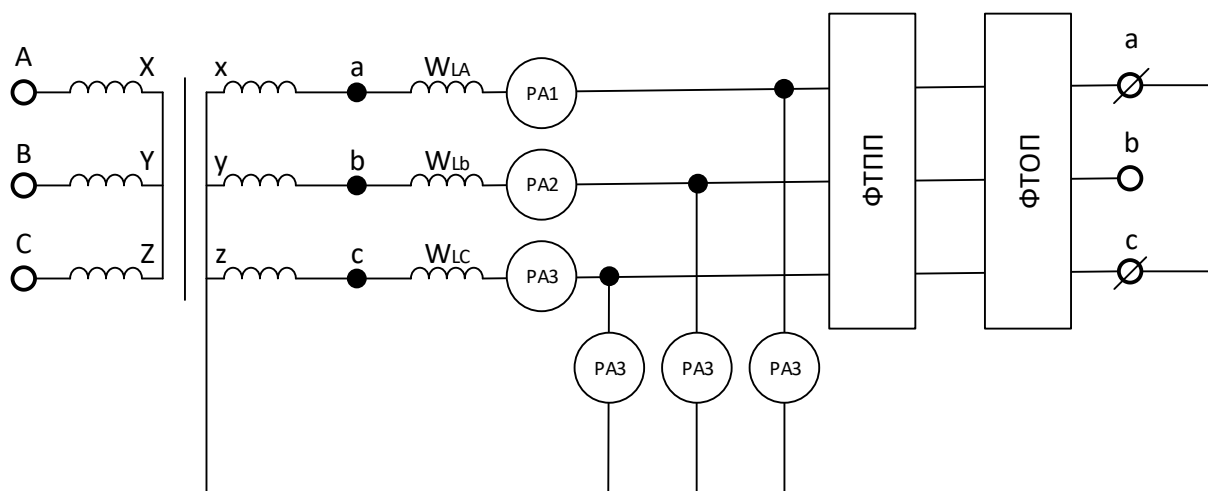 A X x a WLA PA1 a
B Y y b WLb PA2 b
C Z z c WLC PA3 c
PA3 PA3 PA3
ФТПП
ФТОП